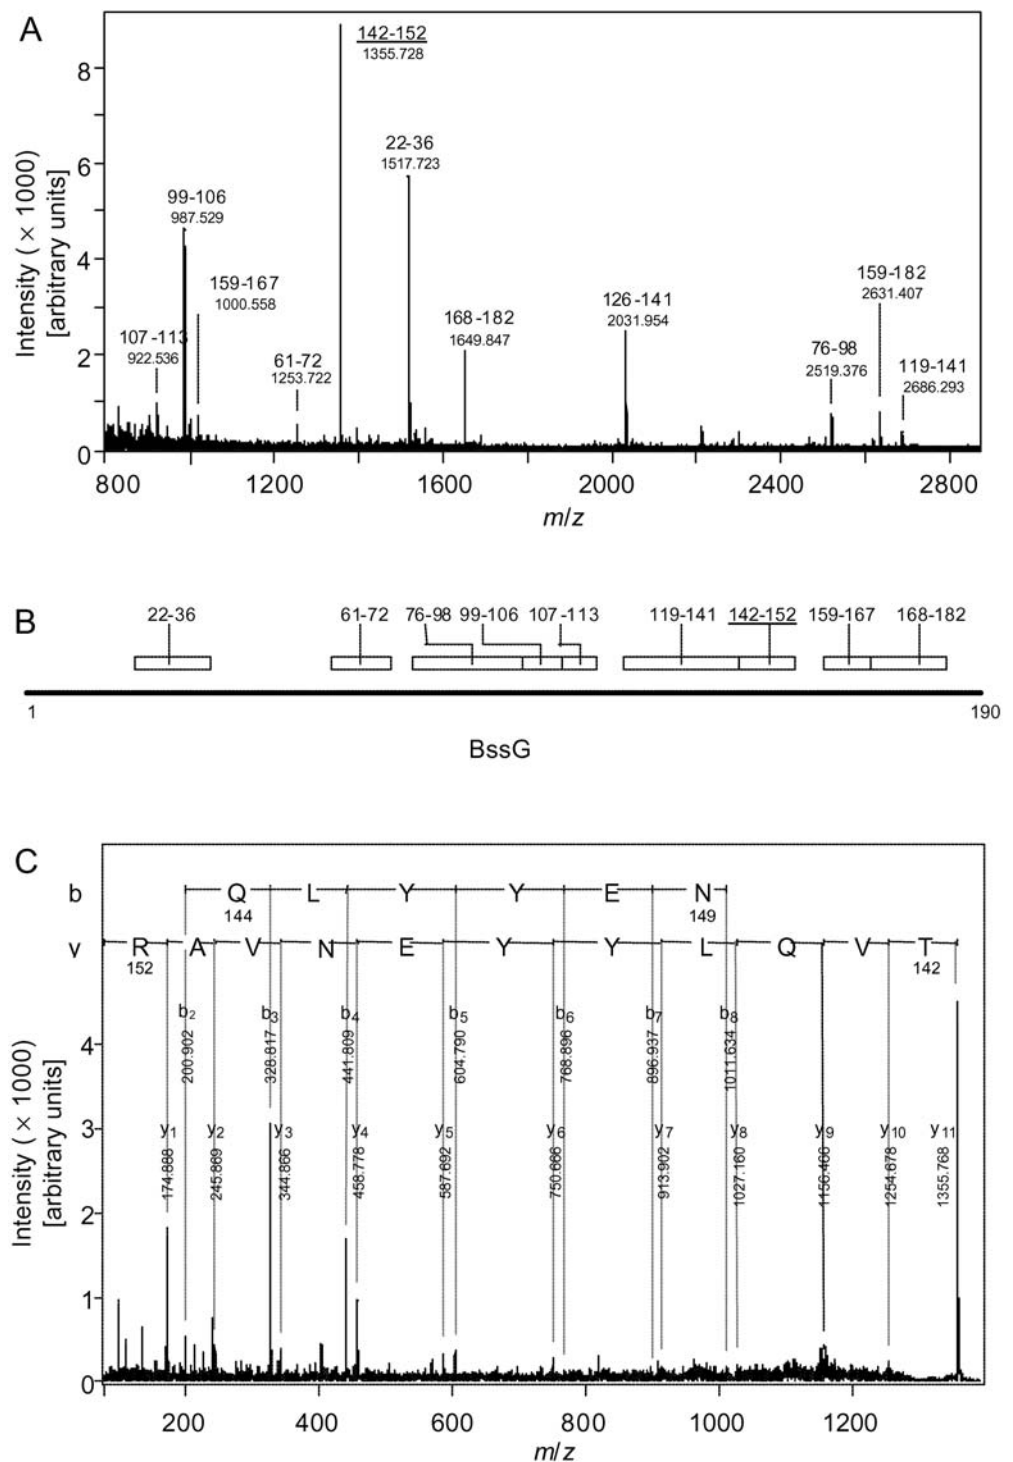 A
Intensity ( × 1000)
[arbitrary units]
8
6
4
2
0
142-152
1355.728
22-36
1517.723
99-106
987.529
159-167
1000.558
107-113
922.536
61-72
1253.722
168-182
1649.847
126-141
2031.954
76-98
2519.376
159-182
2631.407
119-141
2686.293
800 1200 1600 2000 2400 2800
m/z
B
22-36 61-72 76-98 99-106 107-113 119-141 142-152 159-167 168-182
1 190
BssG
C
b Q L Y Y E N
144 149
y R A V N E Y Y L Q V T
152 142
Intensity ( × 1000)
[arbitrary units]
4
3
2
1
0
b2 b3 b4 b5 b6 b7 b8
200.902 328.817 441.809 604.790 768.896 896.937 1011.634
y1 y2 y3 y4 y5 y6 y7 y8 y9 y10 y11
174.888 245.869 344.866 458.778 587.692 750.666 913.902 1027.160 1156.406 1254.678 1355.768
200 400 600 800 1000 1200
m/z